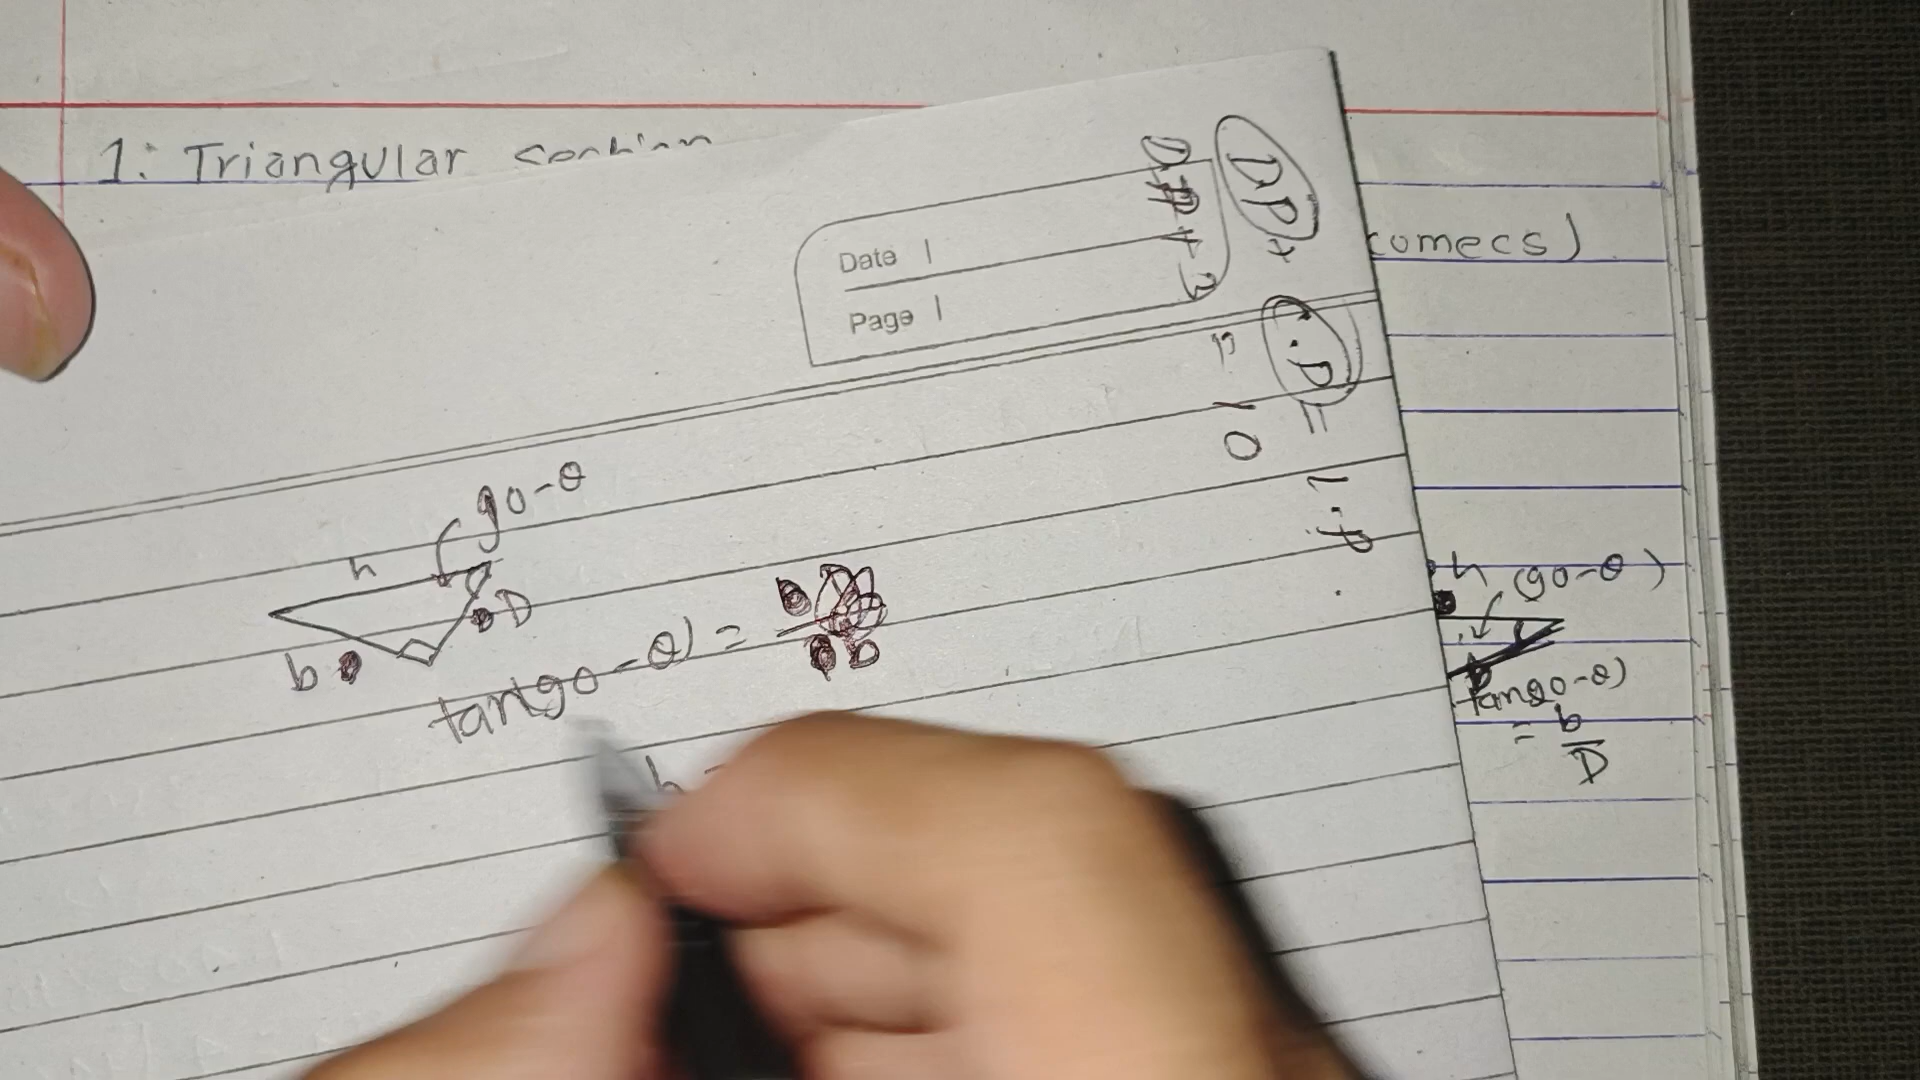 1: Triangular
comecs)
Date
Page
DP +
C.P =
I.P
DP + 3
= 10
90-θ
h
D
b
tan90-θ) = b
D
h
h (90-θ)
b
tan90-θ)
= b
D